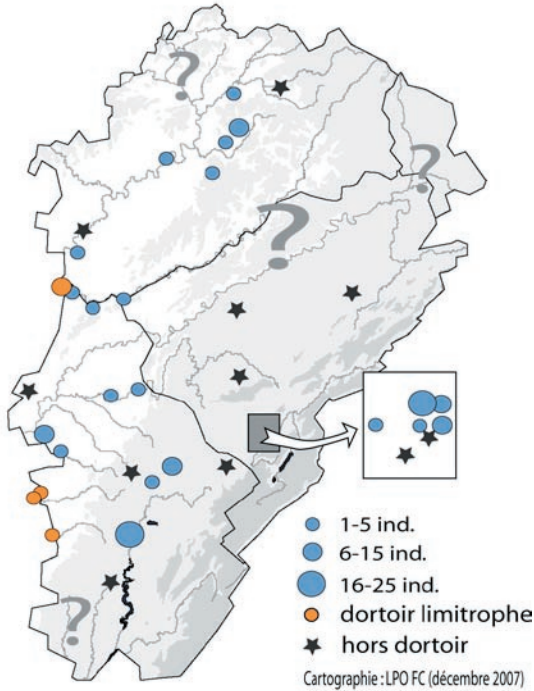 ?
?
?
1-5 ind.
6-15 ind.
16-25 ind.
dortoir limitrophe
hors dortoir
?
Cartographie : LPO FC (décembre 2007)